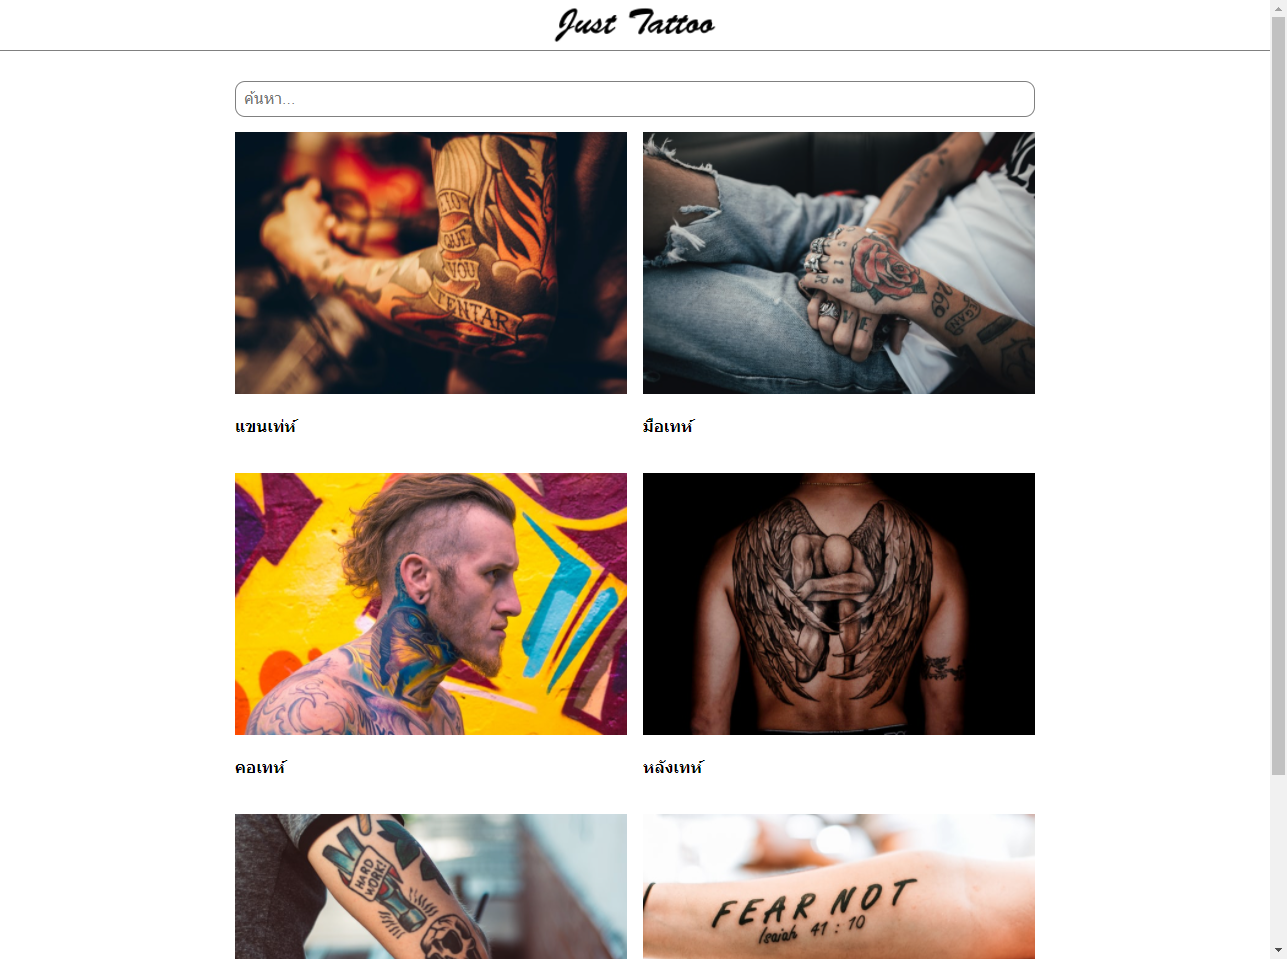 Just Tattoo
ค้นหา...
QUE
VOU
TENTAR
269
แขนเท่ห์
มือเทห์
คอเทห์
หลังเทห์
HARD
WORK!
FEAR NOT
Isaiah 41 : 10